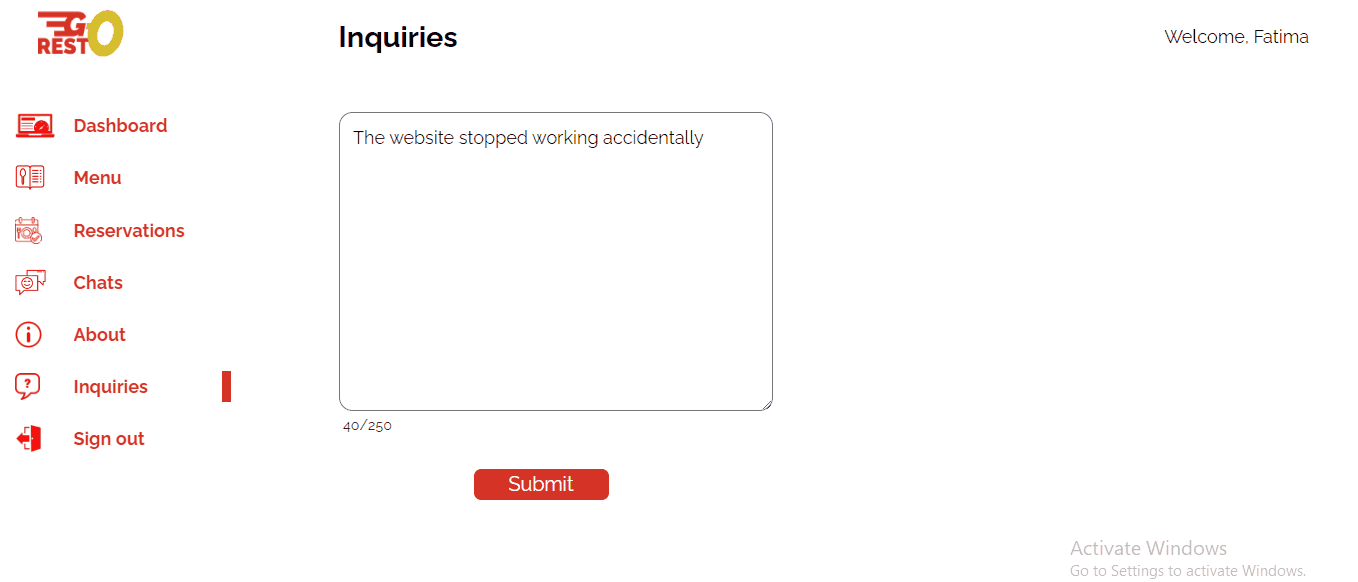 GO
REST
Inquiries
Welcome, Fatima
Dashboard
Menu
Reservations
Chats
About
Inquiries
Sign out
The website stopped working accidentally
40/250
Submit
Activate Windows
Go to Settings to activate Windows.